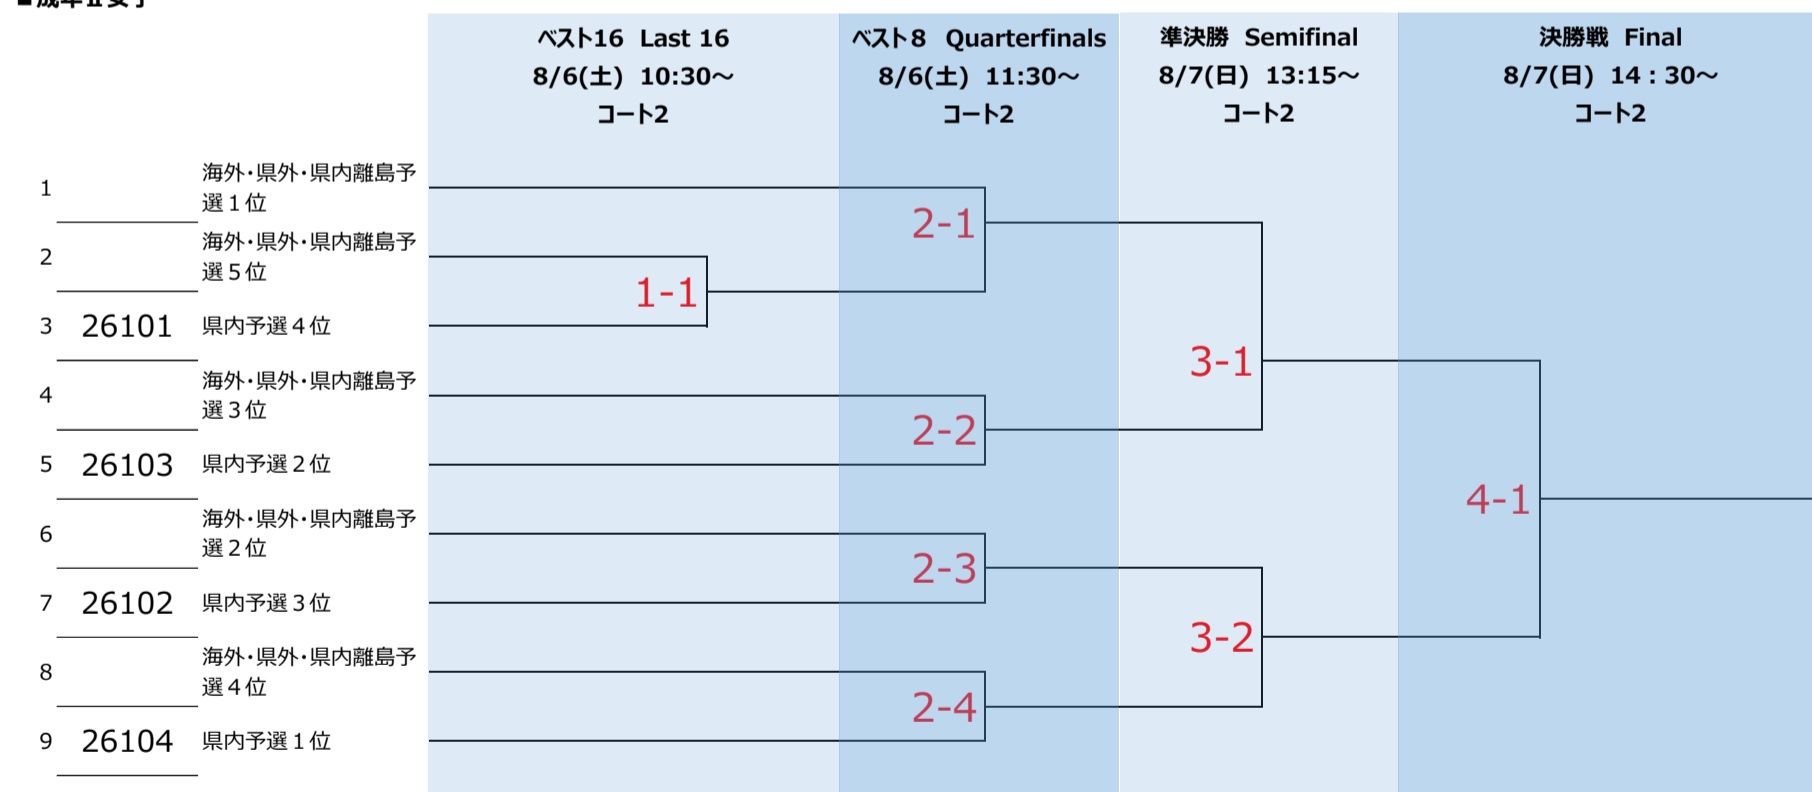 ベスト16 Last 16
8/6(土) 10:30～
コート2
ベスト8 Quarterfinals
8/6(土) 11:30～
コート2
準決勝 Semifinal
8/7(日) 13:15～
コート2
決勝戦 Final
8/7(日) 14：30～
コート2
1
海外・県外・県内離島予
選１位
2
海外・県外・県内離島予
選５位
3 26101 県内予選４位
4
海外・県外・県内離島予
選３位
5 26103 県内予選２位
6
海外・県外・県内離島予
選２位
7 26102 県内予選３位
8
海外・県外・県内離島予
選４位
9 26104 県内予選１位
1-1
2-1
2-2
2-3
2-4
3-1
3-2
4-1